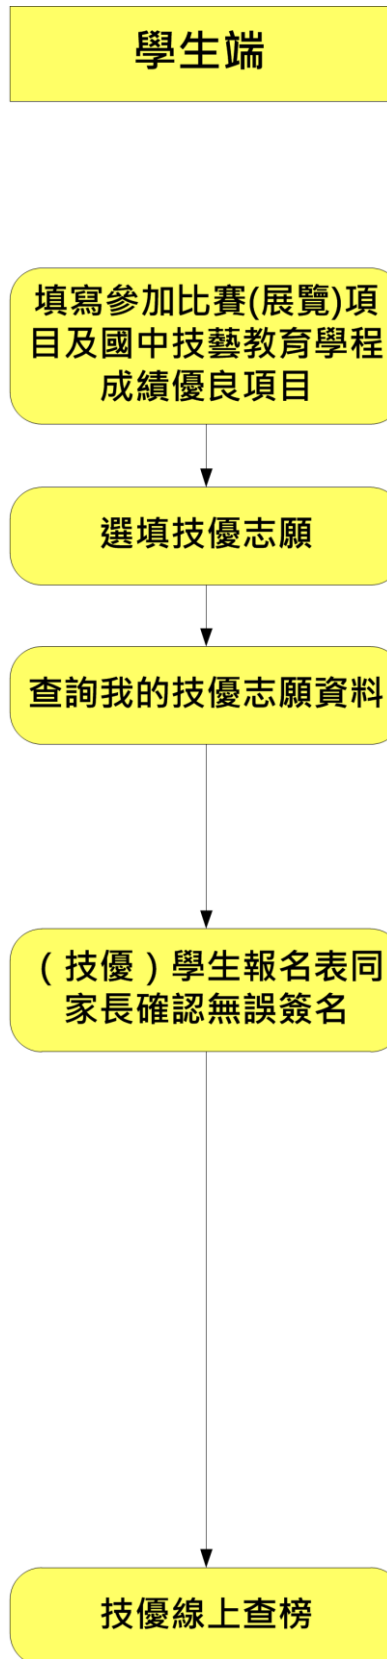 學生端
填寫參加比賽(展覽)項
目及國中技藝教育學程
成績優良項目
選填技優志願
查詢我的技優志願資料
（技優）學生報名表同
家長確認無誤簽名
技優線上查榜